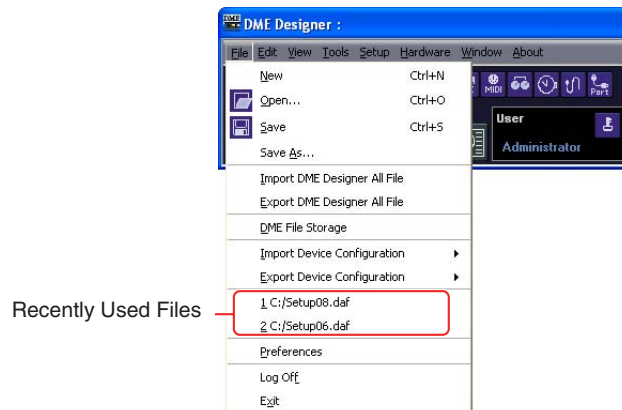 DME Designer :
File Edit View Tools Setup Hardware Window About
New Ctrl+N
Open... Ctrl+O
Save Ctrl+S
Save As...
Import DME Designer All File
Export DME Designer All File
DME File Storage
Import Device Configuration
Export Device Configuration
1 C:/Setup08.daf
2 C:/Setup06.daf
Preferences
Log Off
Exit
MIDI
Port
User
Administrator
Recently Used Files